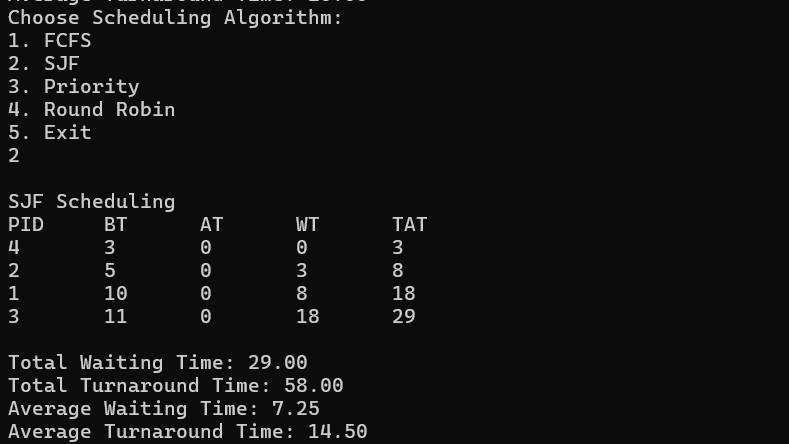 Choose Scheduling Algorithm:
1. FCFS
2. SJF
3. Priority
4. Round Robin
5. Exit
2
SJF Scheduling
PID BT AT WT TAT
4 3 0 0 3
2 5 0 3 8
1 10 0 8 18
3 11 0 18 29
Total Waiting Time: 29.00
Total Turnaround Time: 58.00
Average Waiting Time: 7.25
Average Turnaround Time: 14.50